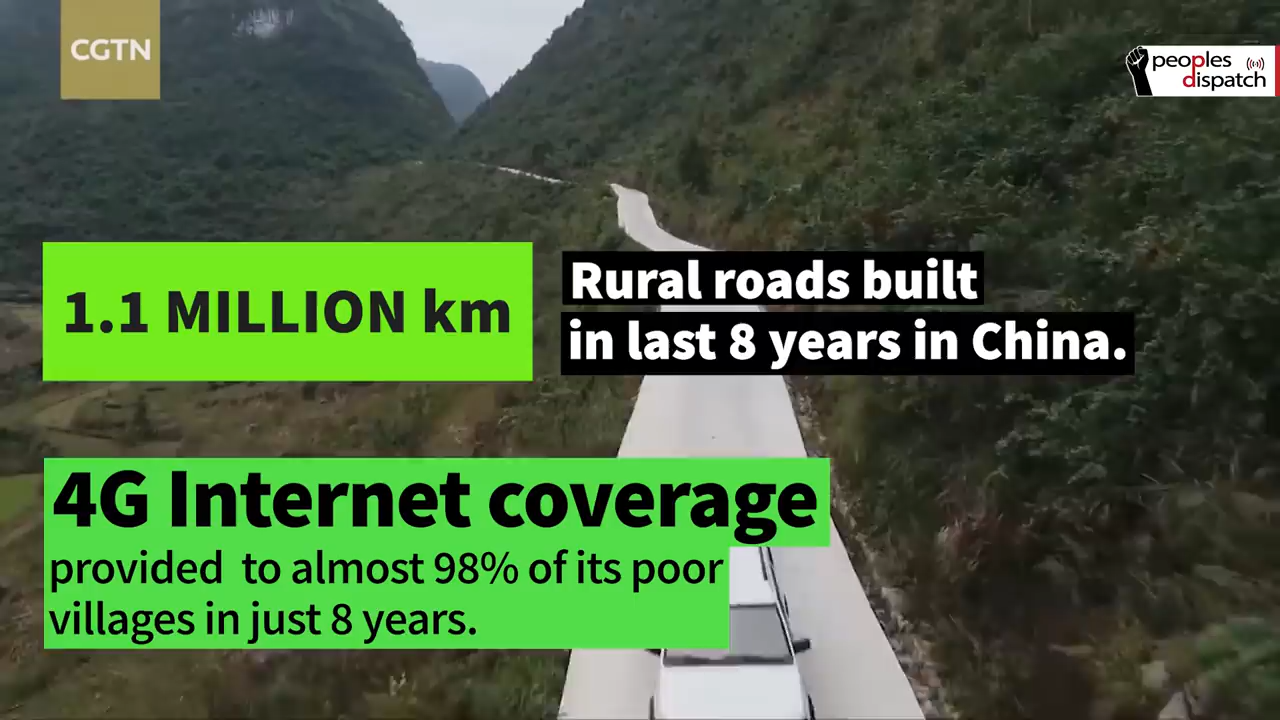 CGTN
peoples
dispatch
1.1 MILLION km
Rural roads built
in last 8 years in China.
4G Internet coverage
provided to almost 98% of its poor
villages in just 8 years.